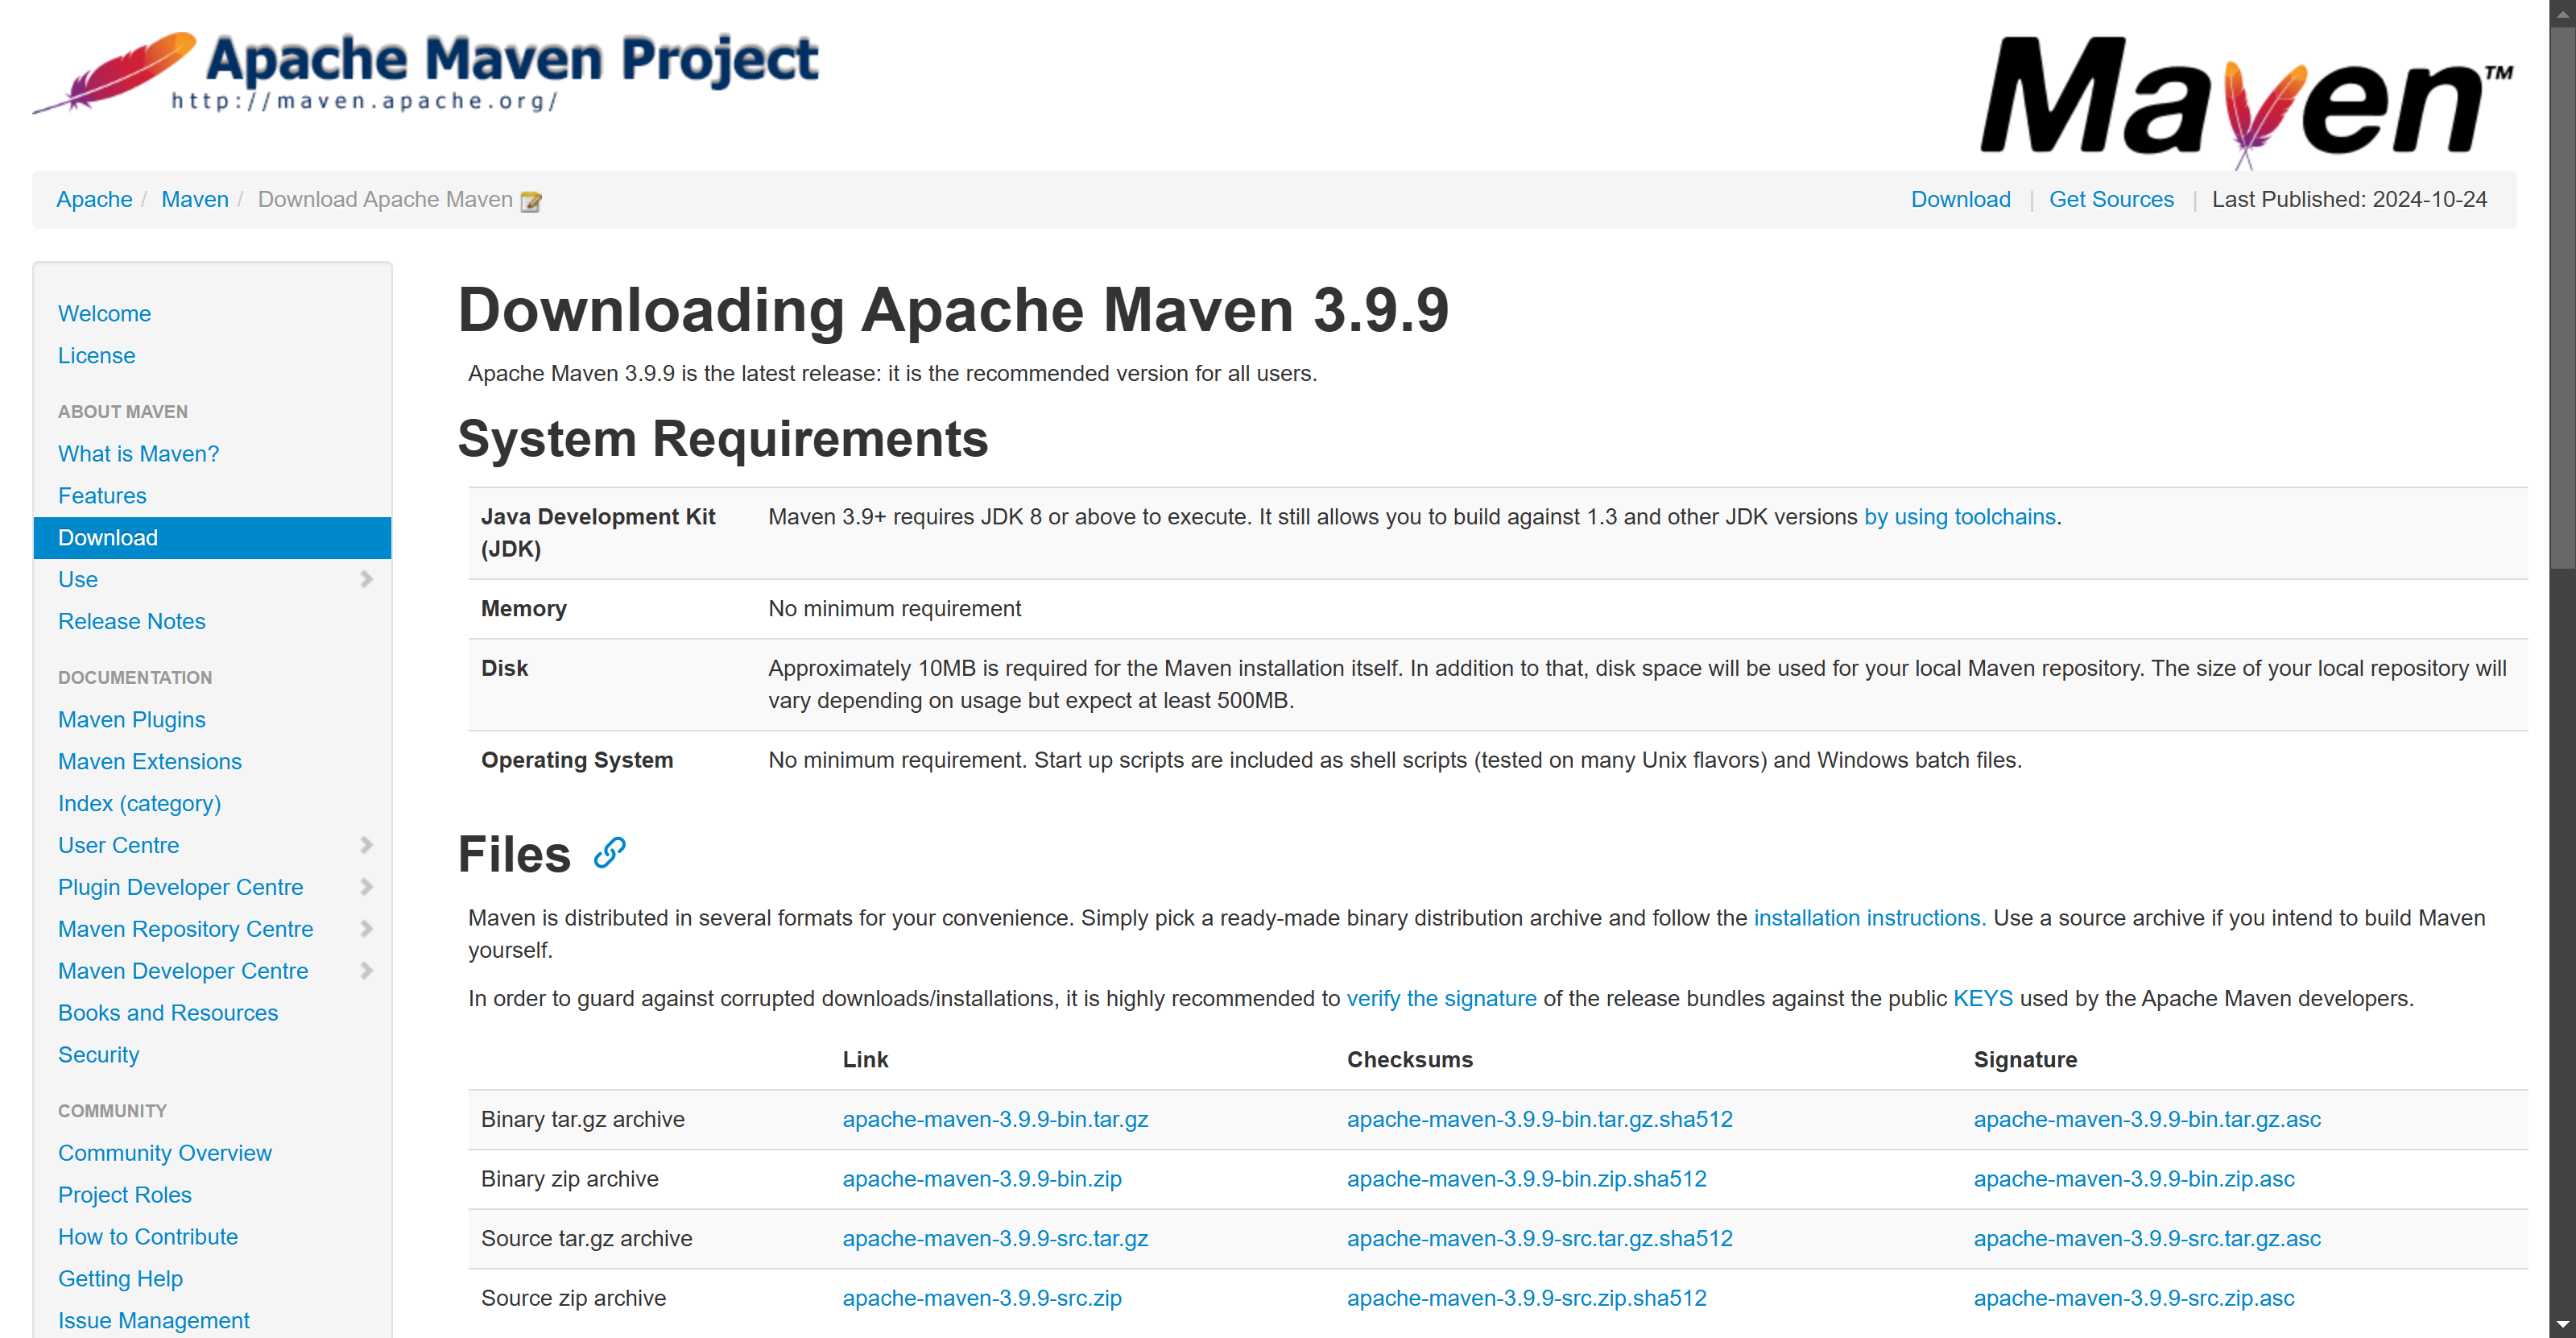 Apache Maven Project
http://maven.apache.org/
Maven™
Apache / Maven / Download Apache Maven
Download | Get Sources | Last Published: 2024-10-24
Welcome
License
ABOUT MAVEN
What is Maven?
Features
Download
Use
Release Notes
DOCUMENTATION
Maven Plugins
Maven Extensions
Index (category)
User Centre
Plugin Developer Centre
Maven Repository Centre
Maven Developer Centre
Books and Resources
Security
COMMUNITY
Community Overview
Project Roles
How to Contribute
Getting Help
Issue Management
Downloading Apache Maven 3.9.9
Apache Maven 3.9.9 is the latest release: it is the recommended version for all users.
System Requirements
Java Development Kit (JDK) Maven 3.9+ requires JDK 8 or above to execute. It still allows you to build against 1.3 and other JDK versions by using toolchains.
Memory No minimum requirement
Disk Approximately 10MB is required for the Maven installation itself. In addition to that, disk space will be used for your local Maven repository. The size of your local repository will
vary depending on usage but expect at least 500MB.
Operating System No minimum requirement. Start up scripts are included as shell scripts (tested on many Unix flavors) and Windows batch files.
Files
Maven is distributed in several formats for your convenience. Simply pick a ready-made binary distribution archive and follow the installation instructions. Use a source archive if you intend to build Maven
yourself.
In order to guard against corrupted downloads/installations, it is highly recommended to verify the signature of the release bundles against the public KEYS used by the Apache Maven developers.
Link Checksums Signature
Binary tar.gz archive apache-maven-3.9.9-bin.tar.gz apache-maven-3.9.9-bin.tar.gz.sha512 apache-maven-3.9.9-bin.tar.gz.asc
Binary zip archive apache-maven-3.9.9-bin.zip apache-maven-3.9.9-bin.zip.sha512 apache-maven-3.9.9-bin.zip.asc
Source tar.gz archive apache-maven-3.9.9-src.tar.gz apache-maven-3.9.9-src.tar.gz.sha512 apache-maven-3.9.9-src.tar.gz.asc
Source zip archive apache-maven-3.9.9-src.zip apache-maven-3.9.9-src.zip.sha512 apache-maven-3.9.9-src.zip.asc